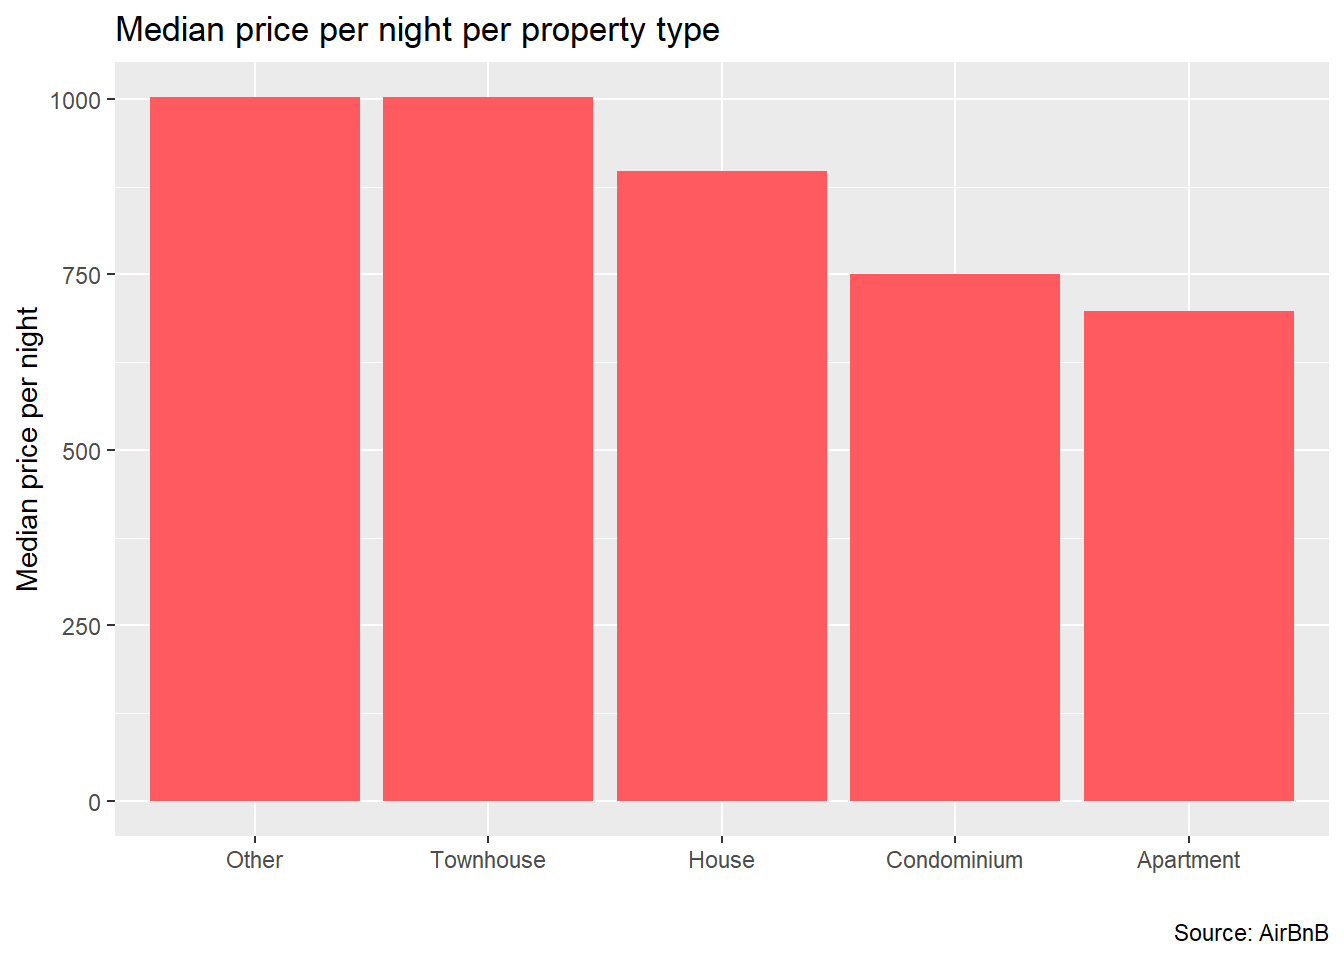 Median price per night per property type
Median price per night
1000
750
500
250
0
Other Townhouse House Condominium Apartment
Source: AirBnB